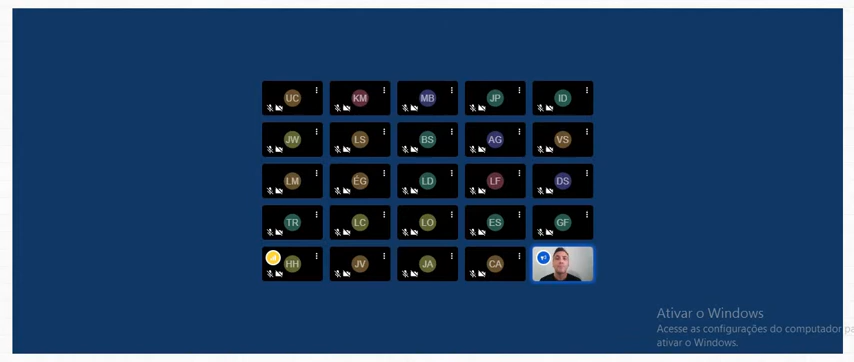 UC KM MB JP ID
JW LS BS AG VS
LM ÉG LD LF DS
TR LC LO ES GF
HH JV JA CA
Ativar o Windows
Acesse as configurações do computador pa
ativar o Windows.